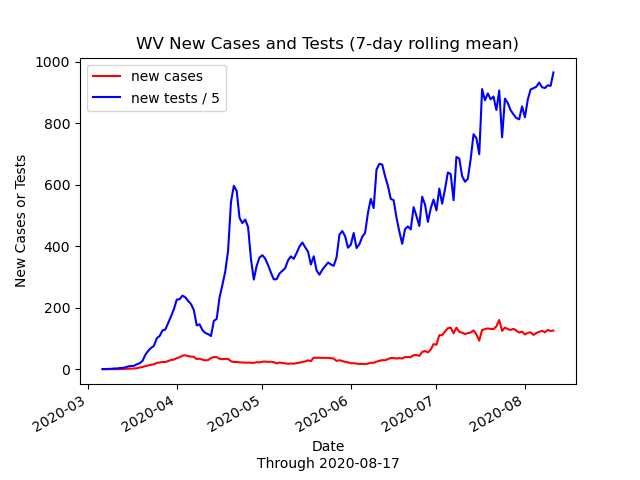 WV New Cases and Tests (7-day rolling mean)
new cases
new tests / 5
New Cases or Tests
1000
800
600
400
200
0
2020-03
2020-04
2020-05
2020-06
2020-07
2020-08
Date
Through 2020-08-17